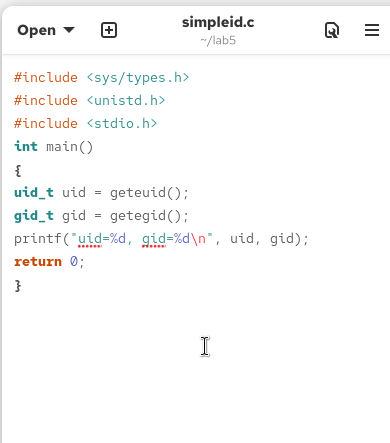 Open
simpleid.c
~/lab5
#include <sys/types.h>
#include <unistd.h>
#include <stdio.h>
int main()
{
uid_t uid = geteuid();
gid_t gid = getegid();
printf("uid=%d, gid=%d\n", uid, gid);
return 0;
}